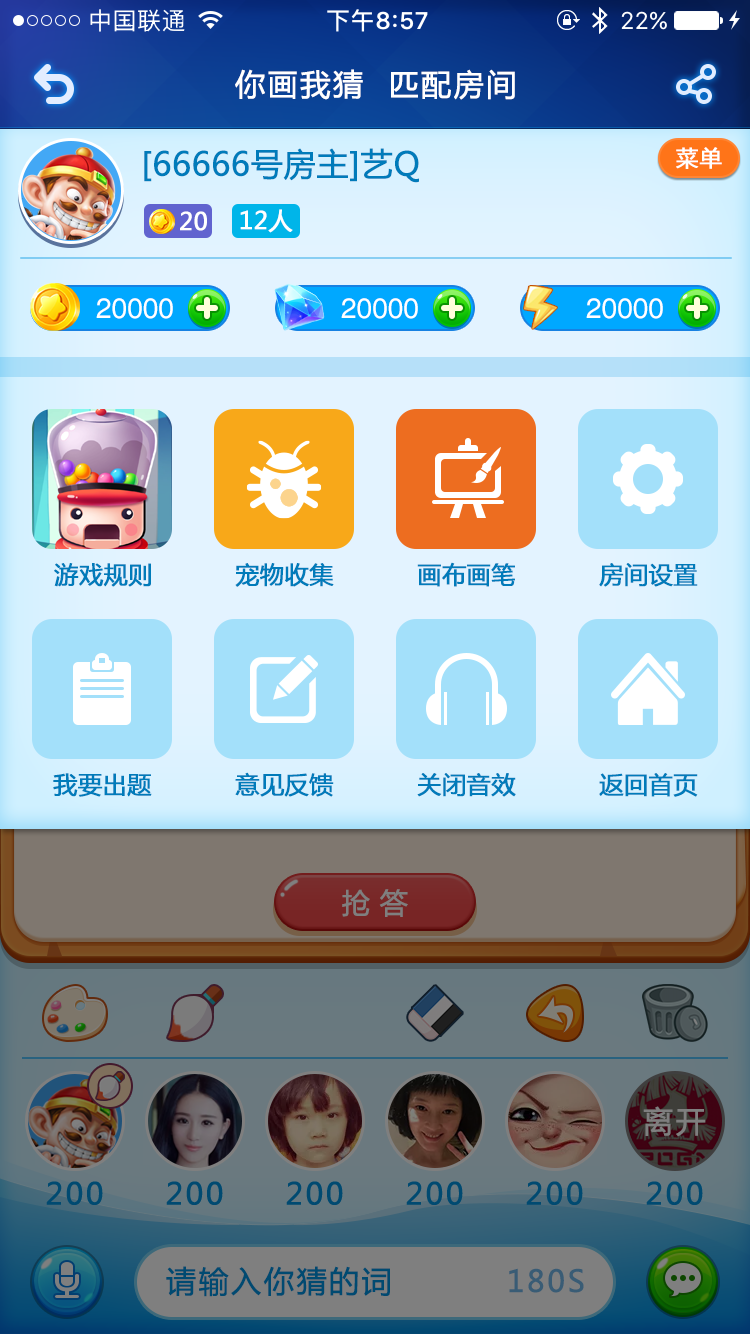 中国联通 下午8:57 22%
你画我猜 匹配房间
[66666号房主]艺Q
菜单
20 12人
20000 20000 20000
游戏规则 宠物收集 画布画笔 房间设置
我要出题 意见反馈 关闭音效 返回首页
抢答
离开
200 200 200 200 200 200
请输入你猜的词 180S